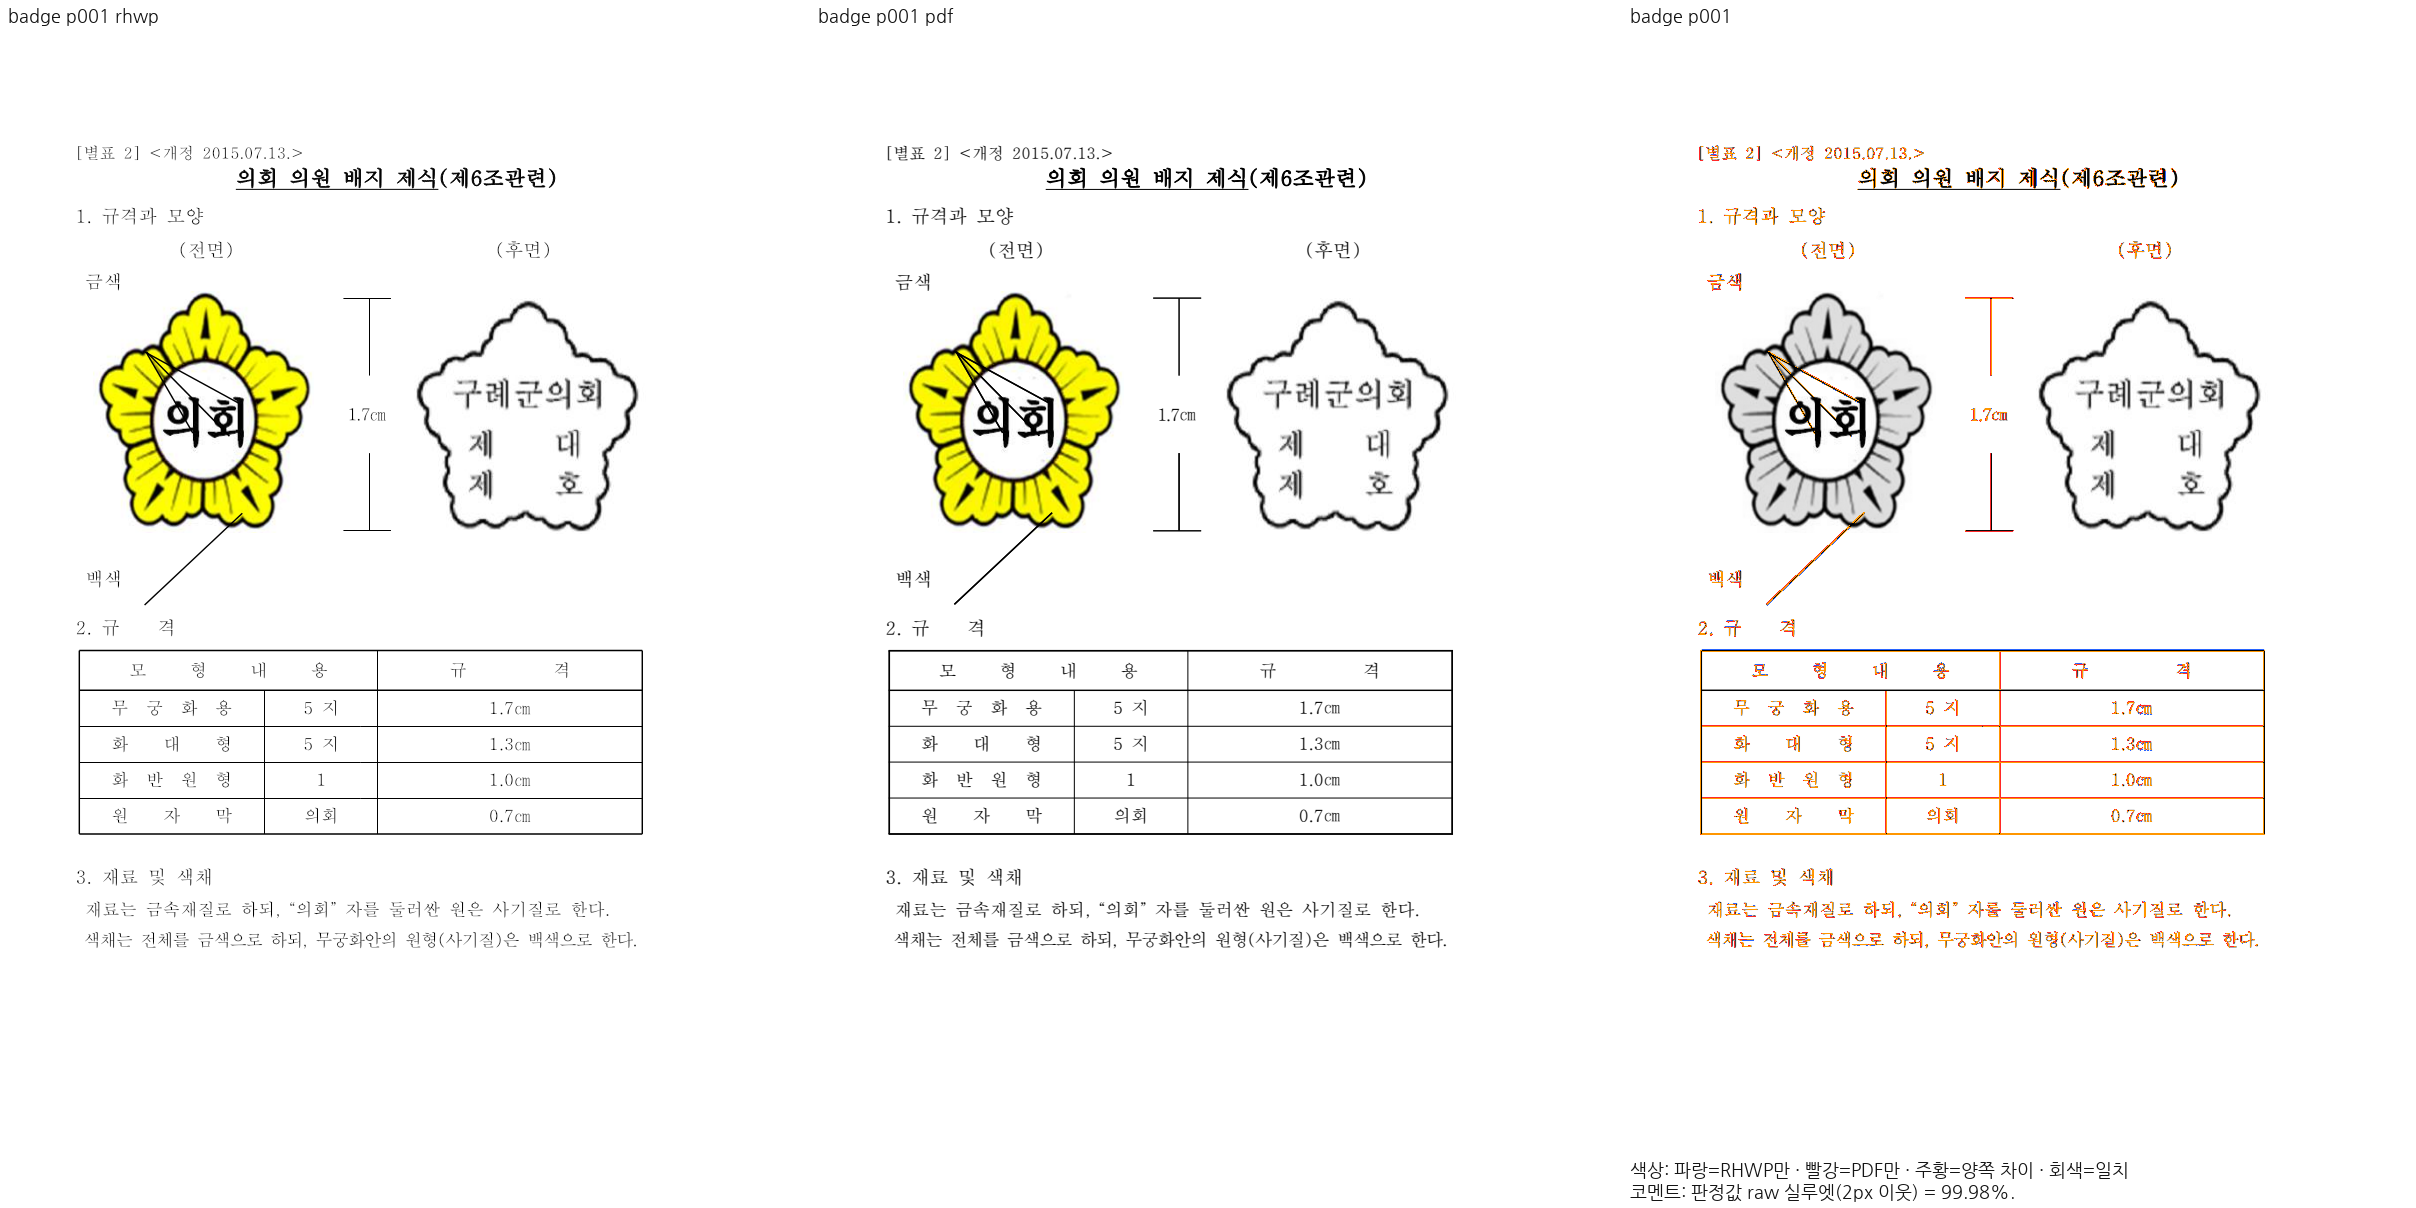 badge p001 rhwp
[별표 2] <개정 2015.07.13.>
의회 의원 배지 제식(제6조관련)
1. 규격과 모양
(전면) (후면)
금색
의회
1.7㎝
구례군의회
제 대
제 호
백색
2. 규 격
모 형 내 용 규 격
무 궁 화 용 5 지 1.7㎝
화 대 형 5 지 1.3㎝
화 반 원 형 1 1.0㎝
원 자 막 의회 0.7㎝
3. 재료 및 색채
재료는 금속재질로 하되, “의회” 자를 둘러싼 원은 사기질로 한다.
색채는 전체를 금색으로 하되, 무궁화안의 원형(사기질)은 백색으로 한다.
badge p001 pdf
[별표 2] <개정 2015.07.13.>
의회 의원 배지 제식(제6조관련)
1. 규격과 모양
(전면) (후면)
금색
의회
1.7㎝
구례군의회
제 대
제 호
백색
2. 규 격
모 형 내 용 규 격
무 궁 화 용 5 지 1.7㎝
화 대 형 5 지 1.3㎝
화 반 원 형 1 1.0㎝
원 자 막 의회 0.7㎝
3. 재료 및 색채
재료는 금속재질로 하되, “의회” 자를 둘러싼 원은 사기질로 한다.
색채는 전체를 금색으로 하되, 무궁화안의 원형(사기질)은 백색으로 한다.
badge p001
[별표 2] <개정 2015.07.13.>
의회 의원 배지 제식(제6조관련)
1. 규격과 모양
(전면) (후면)
금색
의회
1.7㎝
구례군의회
제 대
제 호
백색
2. 규 격
모 형 내 용 규 격
무 궁 화 용 5 지 1.7㎝
화 대 형 5 지 1.3㎝
화 반 원 형 1 1.0㎝
원 자 막 의회 0.7㎝
3. 재료 및 색채
재료는 금속재질로 하되, “의회” 자를 둘러싼 원은 사기질로 한다.
색채는 전체를 금색으로 하되, 무궁화안의 원형(사기질)은 백색으로 한다.
색상: 파랑=RHWP만 · 빨강=PDF만 · 주황=양쪽 차이 · 회색=일치
코멘트: 판정값 raw 실루엣(2px 이웃) = 99.98%.